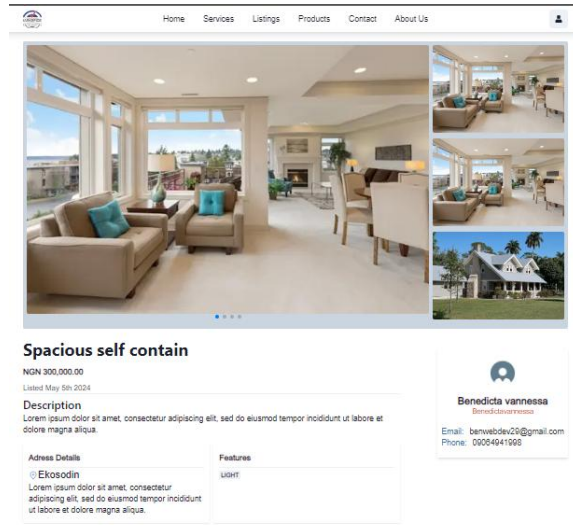 Home Services Listings Products Contact About Us
Spacious self contain
NGN 300,000.00
Listed May 5th 2024
Description
Lorem ipsum dolor sit amet, consectetur adipiscing elit, sed do eiusmod tempor incididunt ut labore et
dolore magna aliqua.
Adress Details
Ekosodin
Lorem ipsum dolor sit amet, consectetur
adipiscing elit, sed do eiusmod tempor incididunt
ut labore et dolore magna aliqua.
Features
LIGHT
Benedicta vannessa
Benedictavannessa
Email: benwebdev29@gmail.com
Phone: 09064941998